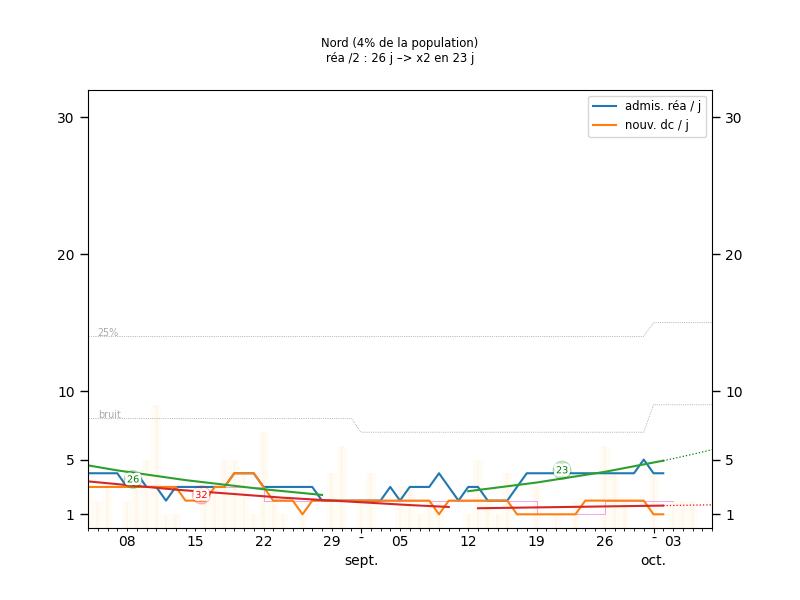 Nord (4% de la population)
réa /2 : 26 j –> x2 en 23 j
admis. réa / j
nouv. dc / j
30
30
20
20
25%
10
10
bruit
5
5
26
23
32
1
1
08 15 22 29 - 05 12 19 26 - 03
sept. oct.